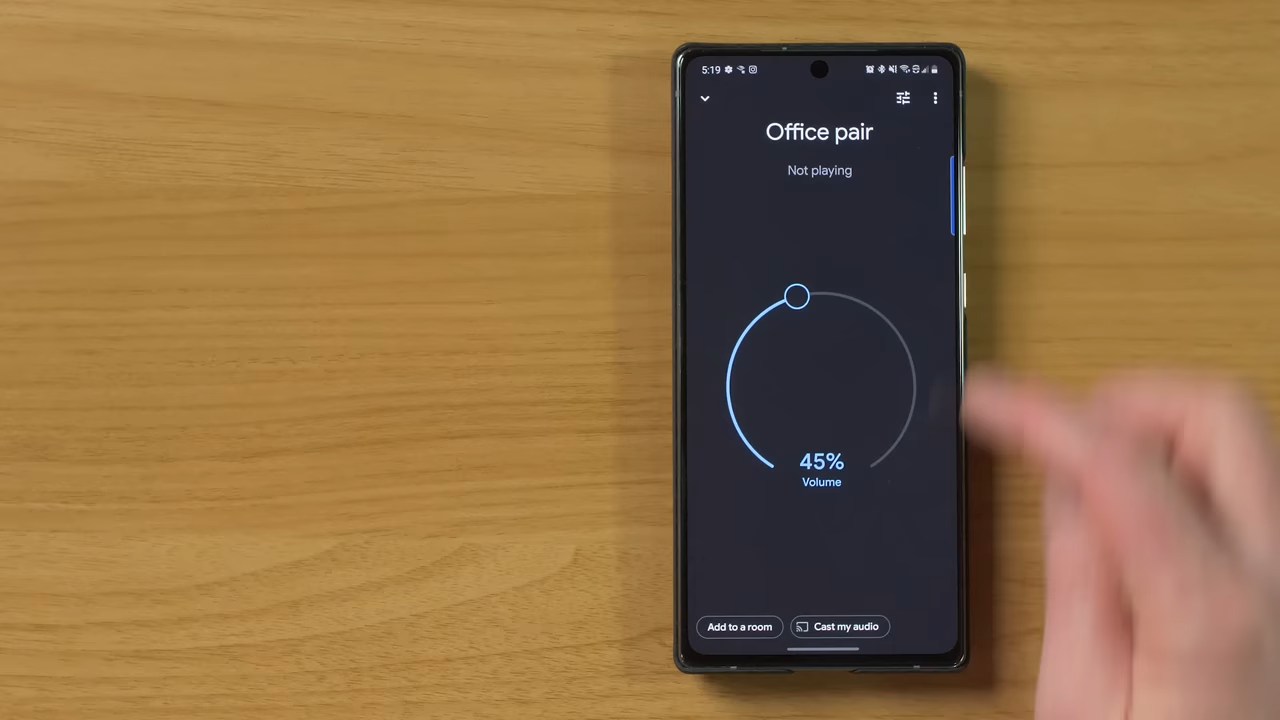 5:19
Office pair
Not playing
45%
Volume
Add to a room
Cast my audio